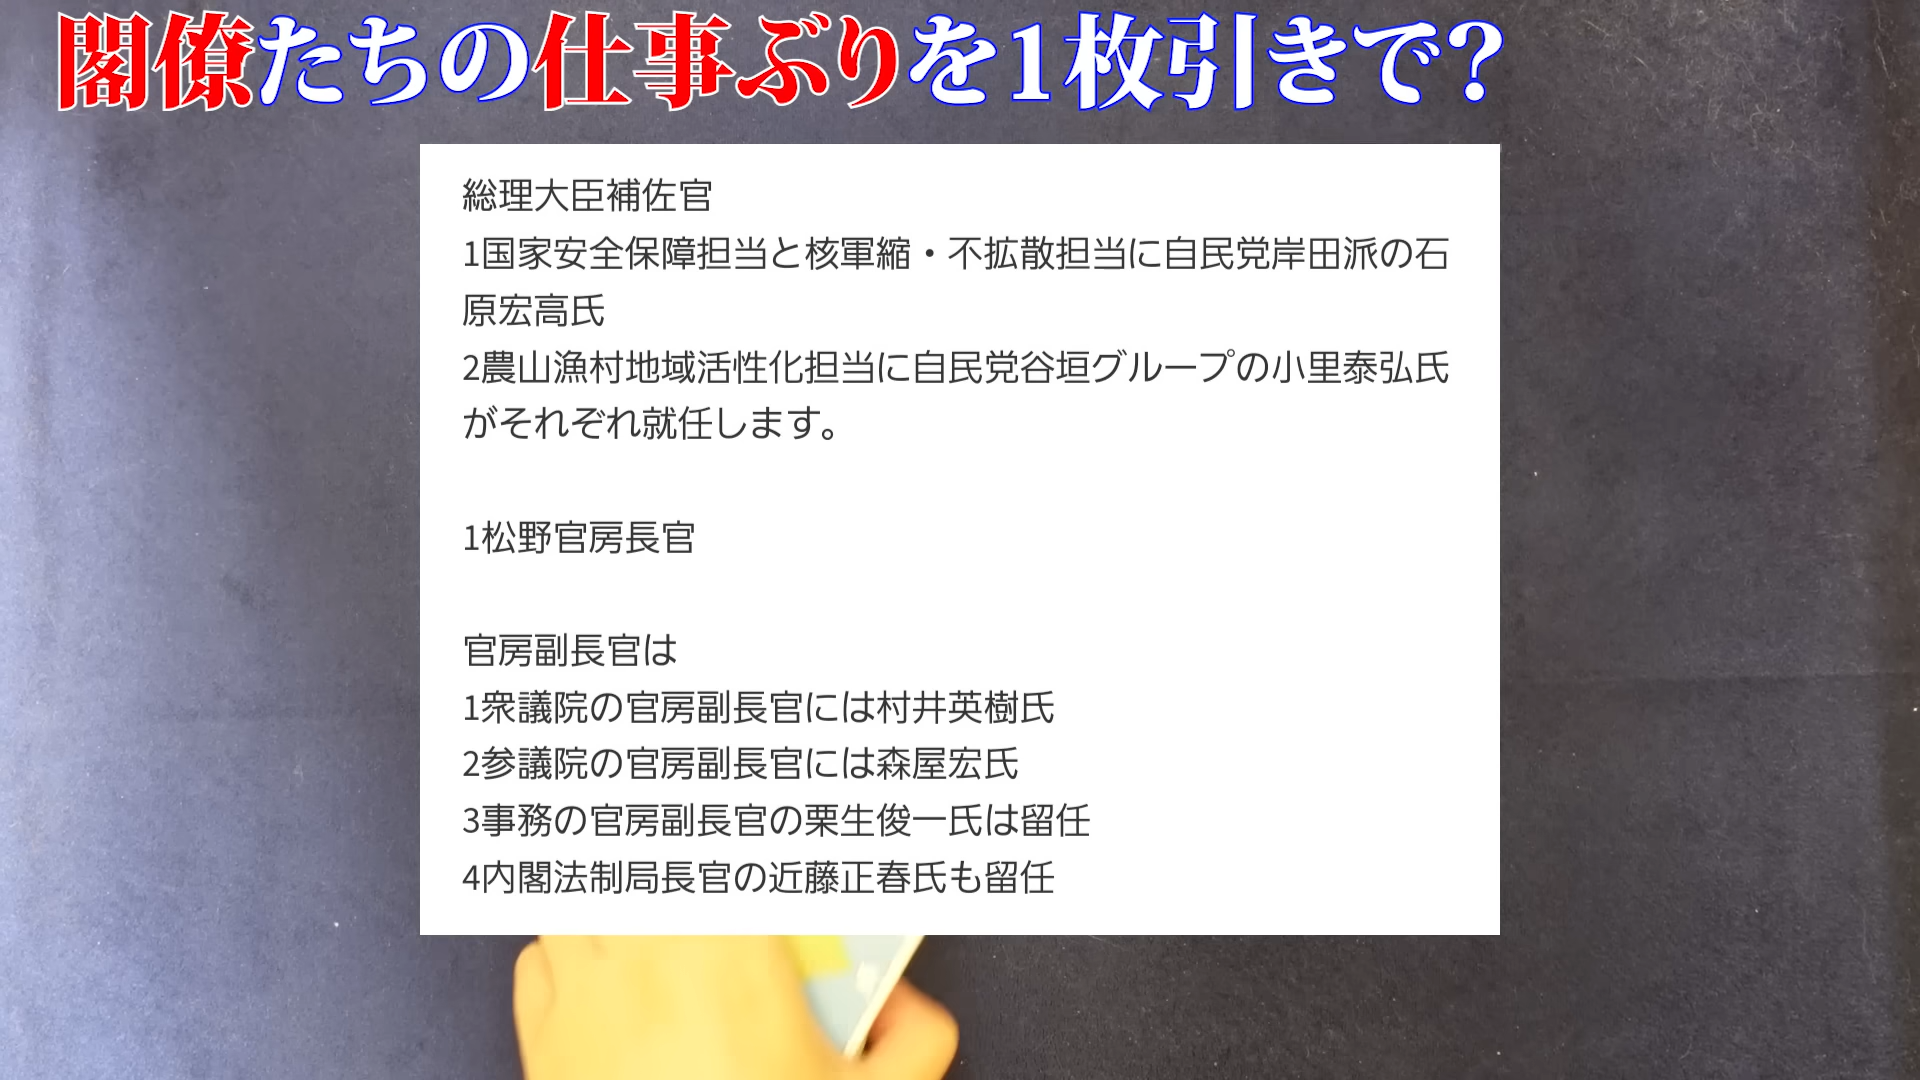 閣僚たちの仕事ぶりを1枚引きで?
総理大臣補佐官
1国家安全保障担当と核軍縮・不拡散担当に自民党岸田派の石
原宏高氏
2農山漁村地域活性化担当に自民党谷垣グループの小里泰弘氏
がそれぞれ就任します。
1松野官房長官
官房副長官は
1衆議院の官房副長官には村井英樹氏
2参議院の官房副長官には森屋宏氏
3事務の官房副長官の栗生俊一氏は留任
4内閣法制局長官の近藤正春氏も留任